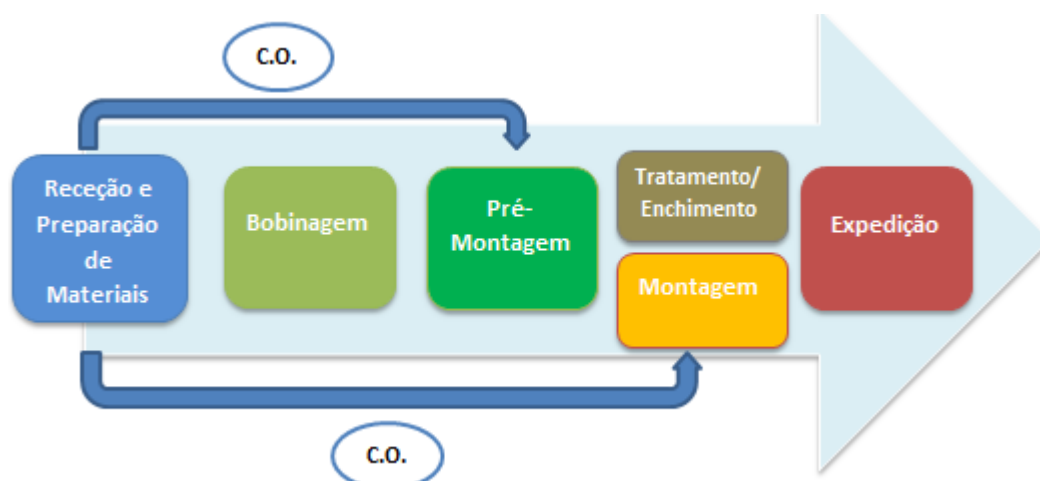 C.O.
Receção e
Preparação
de
Materiais
Bobinagem
Pré-
Montagem
Tratamento/
Enchimento
Montagem
Expedição
C.O.